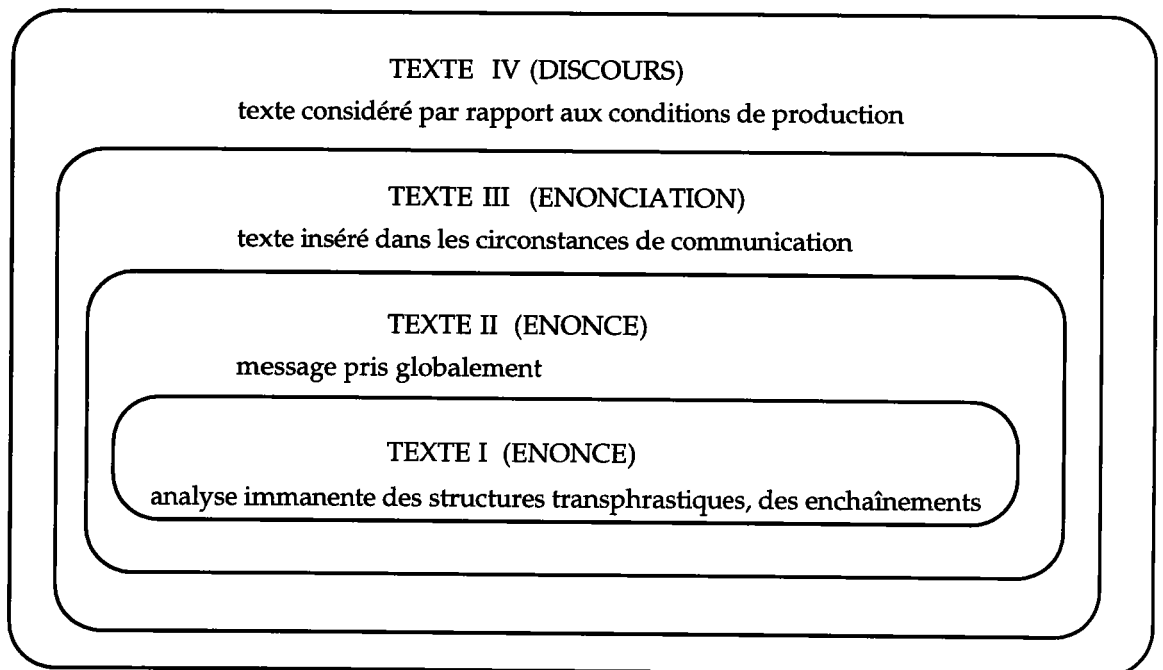 TEXTE IV (DISCOURS)
texte considéré par rapport aux conditions de production
TEXTE III (ENONCIATION)
texte inséré dans les circonstances de communication
TEXTE II (ENONCE)
message pris globalement
TEXTE I (ENONCE)
analyse immanente des structures transphrastiques, des enchaînements